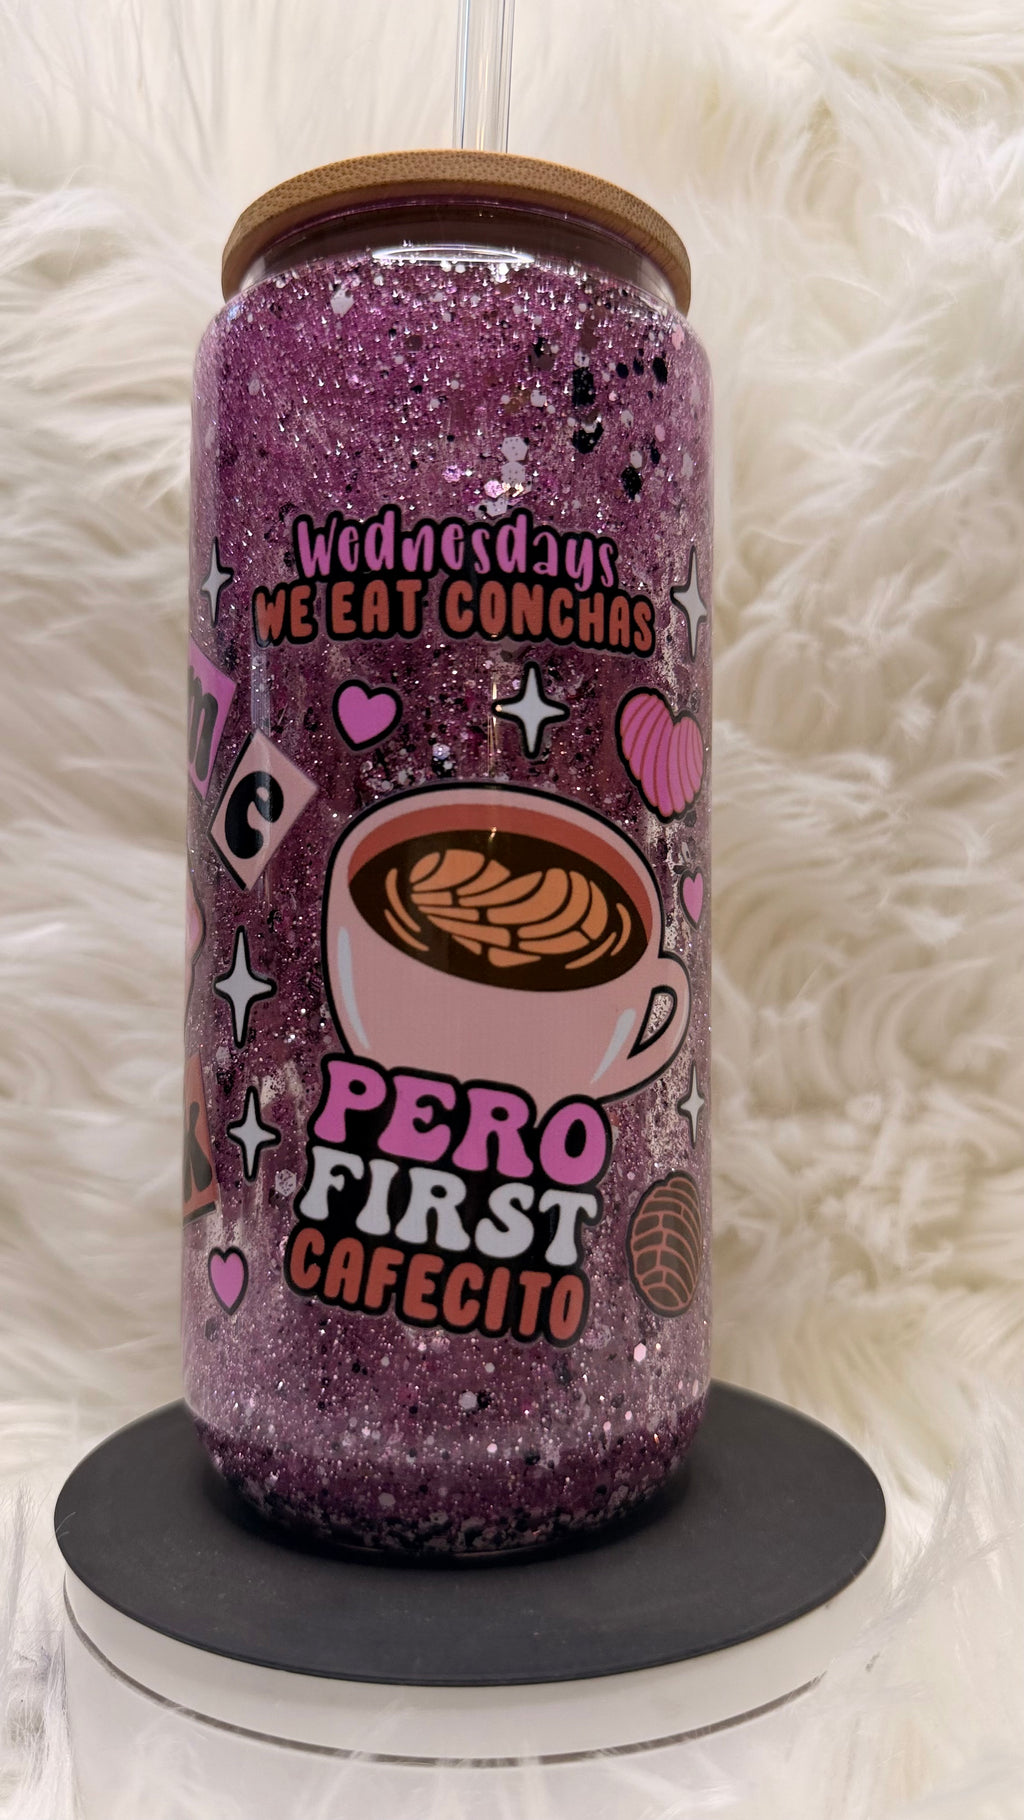 Wednesdays
WE EAT CONCHAS
m
e
PERO
FIRST
CAFECITO
k